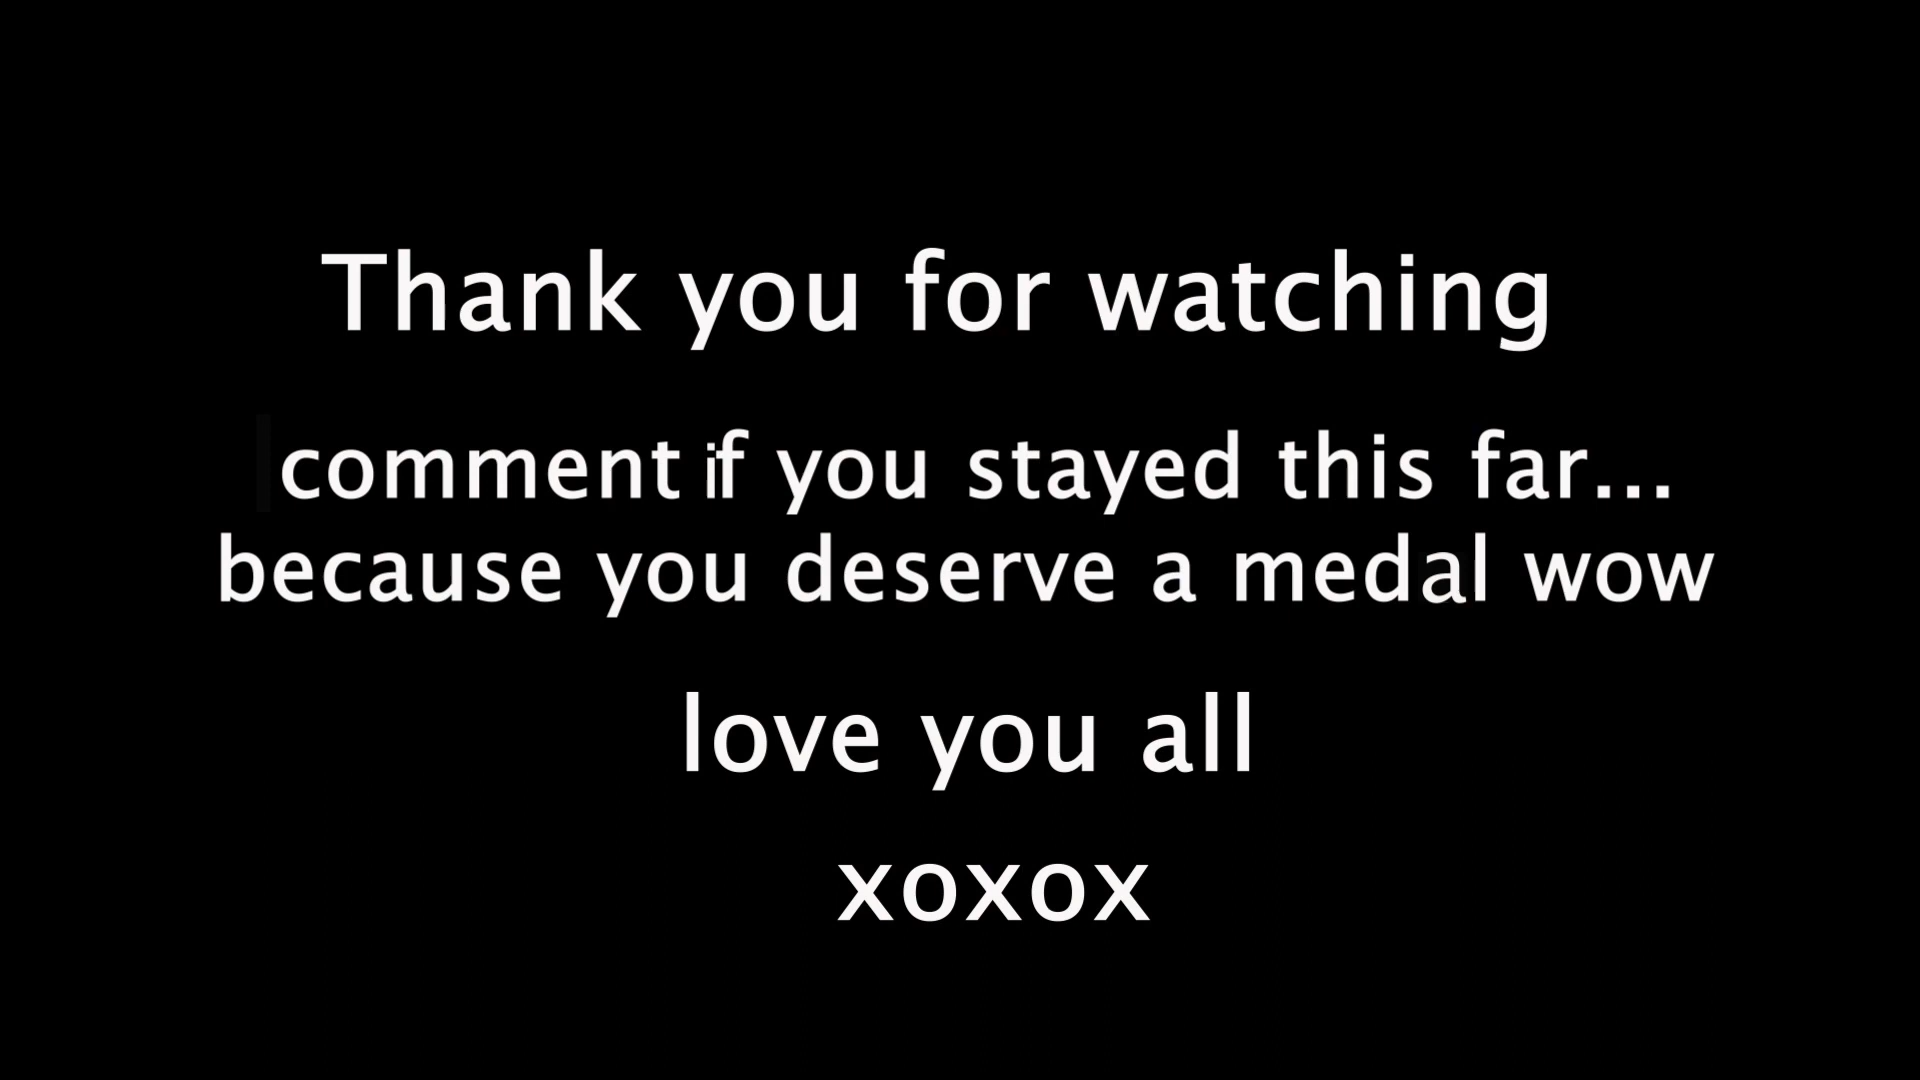 Thank you for watching
comment if you stayed this far...
because you deserve a medal wow
love you all
xoxox